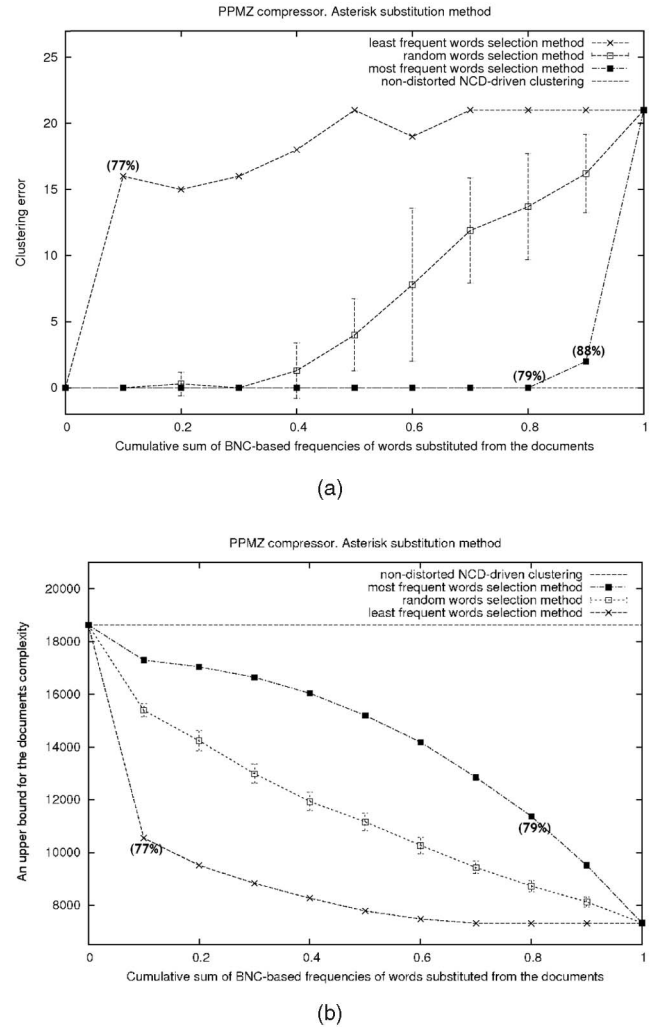 PPMZ compressor. Asterisk substitution method
least frequent words selection method
random words selection method
most frequent words selection method
non-distorted NCD-driven clustering
25
20
15
10
5
0
Clustering error
(77%)
(79%)
(88%)
0 0.2 0.4 0.6 0.8 1
Cumulative sum of BNC-based frequencies of words substituted from the documents
(a)
PPMZ compressor. Asterisk substitution method
non-distorted NCD-driven clustering
most frequent words selection method
random words selection method
least frequent words selection method
20000
18000
16000
14000
12000
10000
8000
An upper bound for the documents complexity
(77%)
(79%)
0 0.2 0.4 0.6 0.8 1
Cumulative sum of BNC-based frequencies of words substituted from the documents
(b)